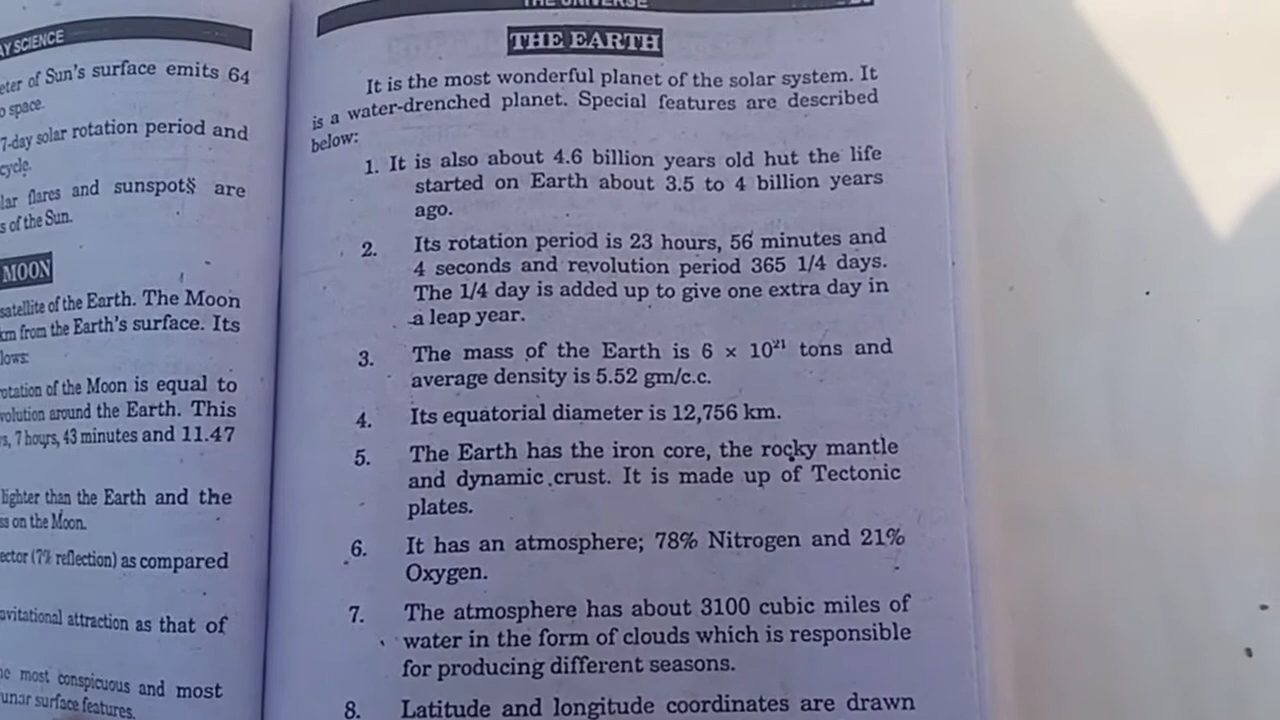 AY SCIENCE
eter of Sun's surface emits 64
o space.
7-day solar rotation period and
cycle.
lar flares and sunspot§ are
s of the Sun.
MOON
satellite of the Earth. The Moon
km from the Earth's surface. Its
lows:
otation of the Moon is equal to
volution around the Earth. This
s, 7 hours, 43 minutes and 11.47
lighter than the Earth and the
ss on the Moon.
ector (7% reflection) as compared
avitational attraction as that of
ne most conspicuous and most
unar surface features.
THE UNIVERSE
THE EARTH
It is the most wonderful planet of the solar system. It
is a water-drenched planet. Special features are described
below:
1. It is also about 4.6 billion years old hut the life
started on Earth about 3.5 to 4 billion years
ago.
2. Its rotation period is 23 hours, 56 minutes and
4 seconds and revolution period 365 1/4 days.
The 1/4 day is added up to give one extra day in
a leap year.
3. The mass of the Earth is 6 × 10²¹ tons and
average density is 5.52 gm/c.c.
4. Its equatorial diameter is 12,756 km.
5. The Earth has the iron core, the rocky mantle
and dynamic crust. It is made up of Tectonic
plates.
6. It has an atmosphere; 78% Nitrogen and 21%
Oxygen.
7. The atmosphere has about 3100 cubic miles of
water in the form of clouds which is responsible
for producing different seasons.
8. Latitude and longitude coordinates are drawn